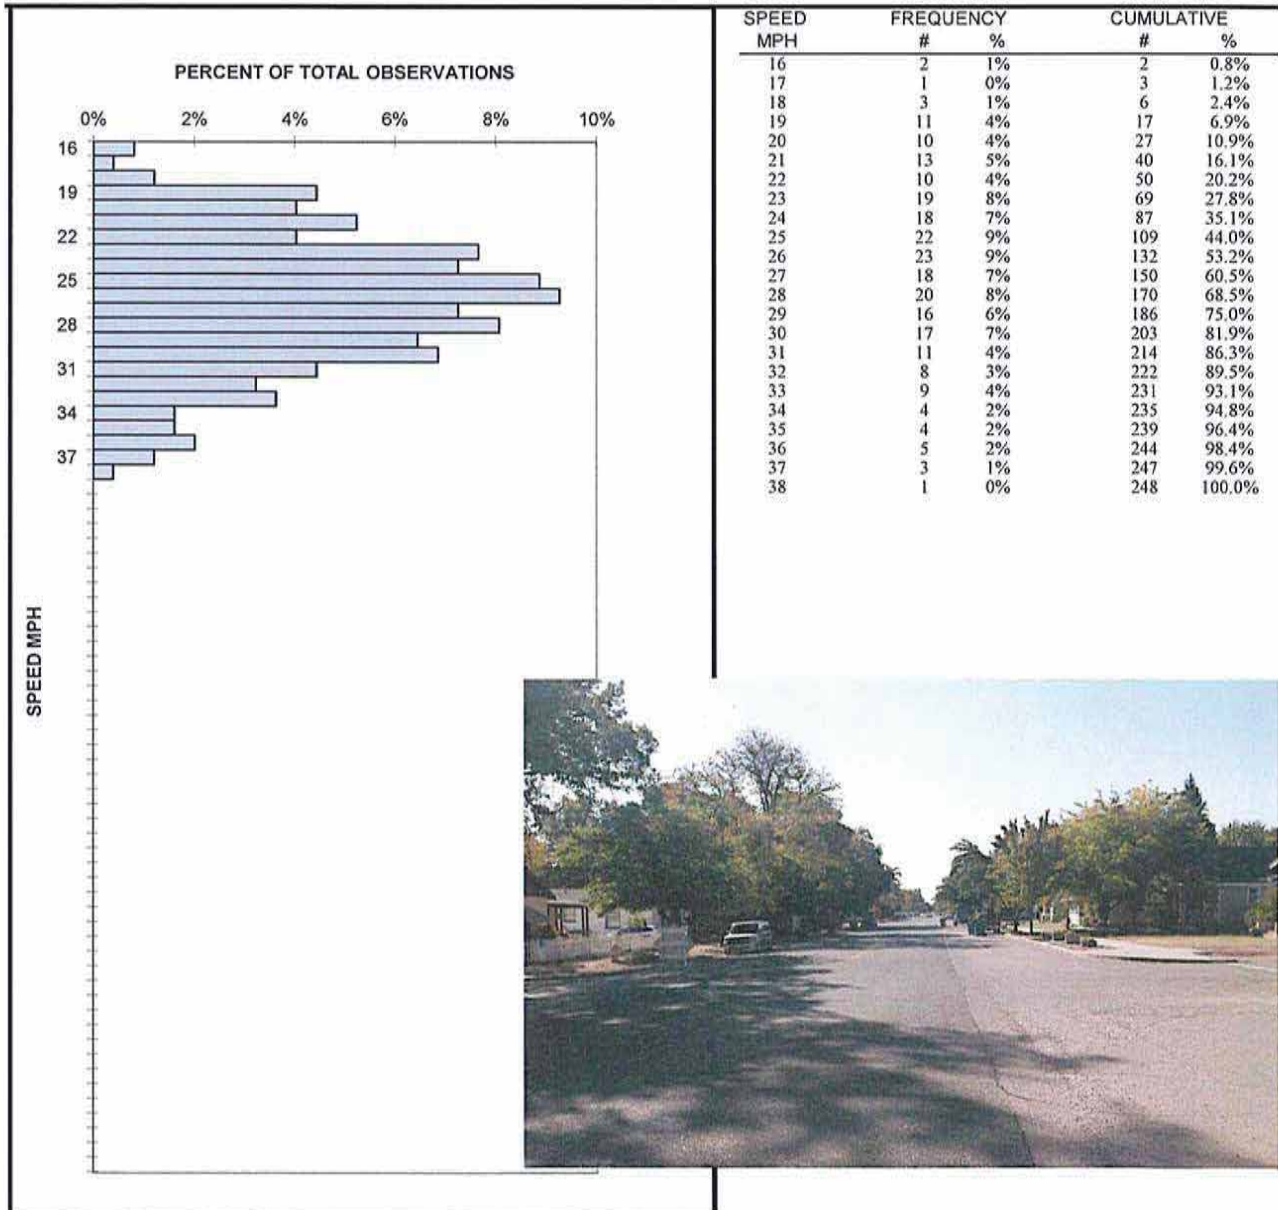 PERCENT OF TOTAL OBSERVATIONS
0% 2% 4% 6% 8% 10%
16
19
22
25
28
31
34
37
SPEED MPH
SPEED FREQUENCY CUMULATIVE
MPH # % # %
16 2 1% 2 0.8%
17 1 0% 3 1.2%
18 3 1% 6 2.4%
19 11 4% 17 6.9%
20 10 4% 27 10.9%
21 13 5% 40 16.1%
22 10 4% 50 20.2%
23 19 8% 69 27.8%
24 18 7% 87 35.1%
25 22 9% 109 44.0%
26 23 9% 132 53.2%
27 18 7% 150 60.5%
28 20 8% 170 68.5%
29 16 6% 186 75.0%
30 17 7% 203 81.9%
31 11 4% 214 86.3%
32 8 3% 222 89.5%
33 9 4% 231 93.1%
34 4 2% 235 94.8%
35 4 2% 239 96.4%
36 5 2% 244 98.4%
37 3 1% 247 99.6%
38 1 0% 248 100.0%